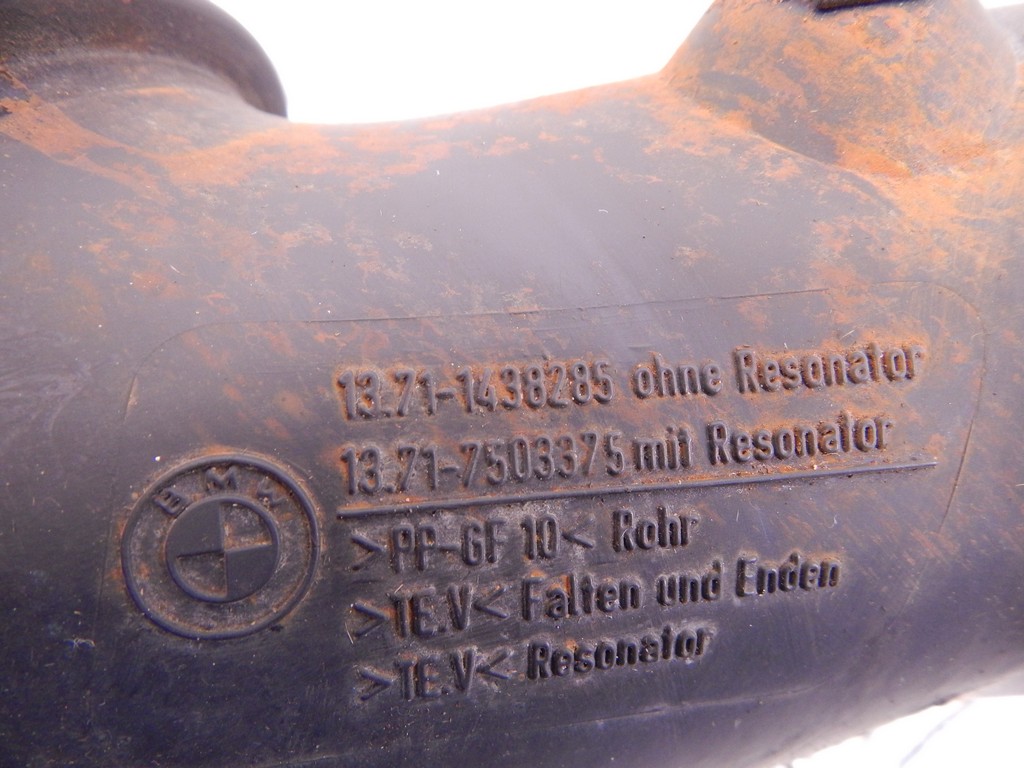 13.71-1438285 ohne Resonator
13.71-7503375 mit Resonator
BMW
>PP-GF 10< Rohr
>TE.V< Falten und Enden
>TE.V< Resonator